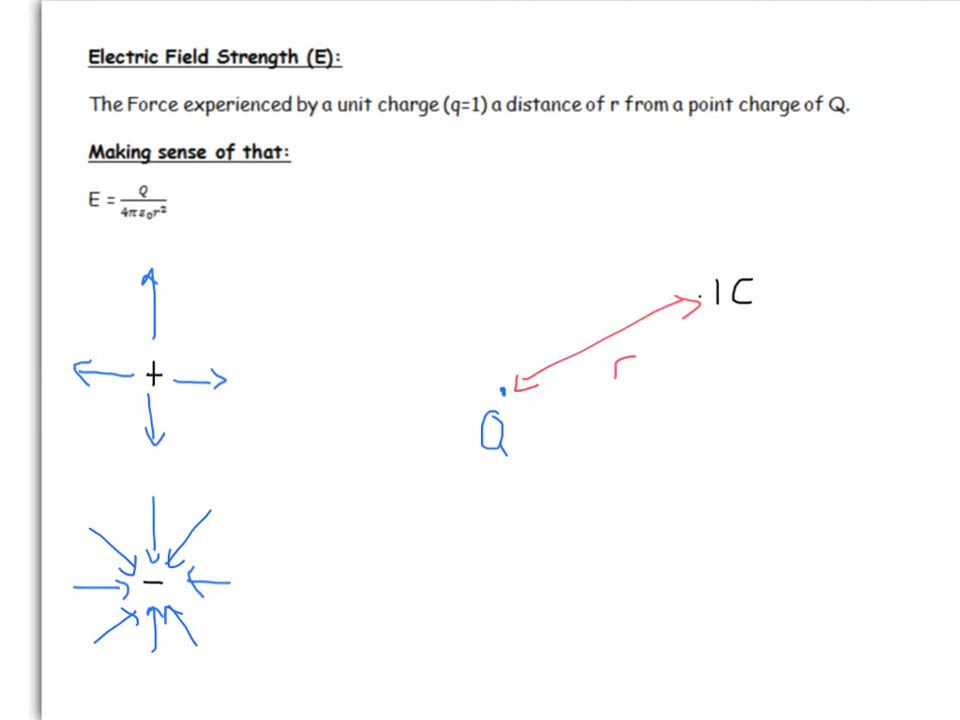 Electric Field Strength (E):
The Force experienced by a unit charge (q=1) a distance of r from a point charge of Q.
Making sense of that:
E = Q / 4πε₀r²
1 C
r
+
Q
−